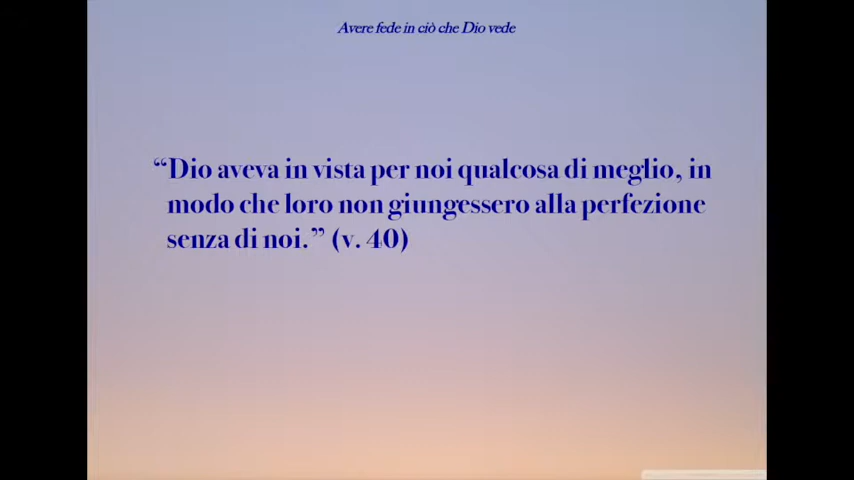 Avere fede in ciò che Dio vede
“Dio aveva in vista per noi qualcosa di meglio, in
modo che loro non giungessero alla perfezione
senza di noi.” (v. 40)